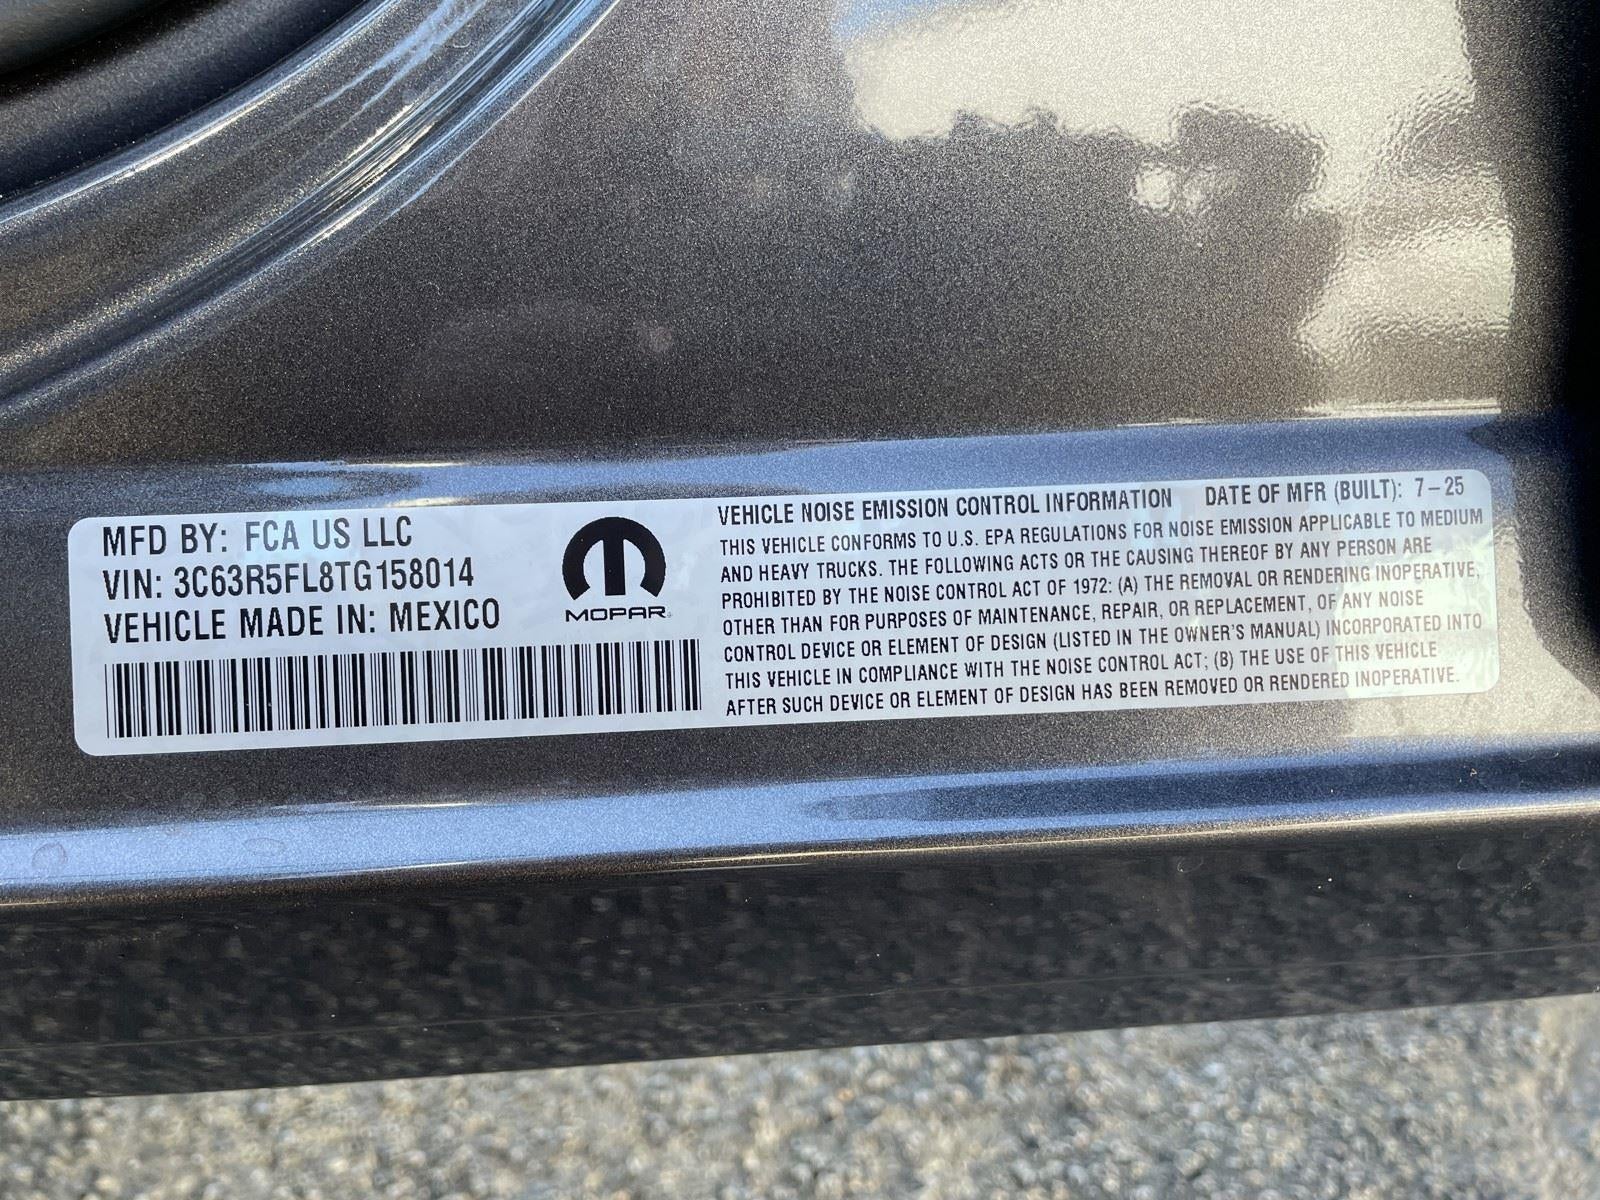 MFD BY: FCA US LLC
VIN: 3C63R5FL8TG158014
VEHICLE MADE IN: MEXICO
MOPAR
VEHICLE NOISE EMISSION CONTROL INFORMATION DATE OF MFR (BUILT): 7-25
THIS VEHICLE CONFORMS TO U.S. EPA REGULATIONS FOR NOISE EMISSION APPLICABLE TO MEDIUM
AND HEAVY TRUCKS. THE FOLLOWING ACTS OR THE CAUSING THEREOF BY ANY PERSON ARE
PROHIBITED BY THE NOISE CONTROL ACT OF 1972: (A) THE REMOVAL OR RENDERING INOPERATIVE,
OTHER THAN FOR PURPOSES OF MAINTENANCE, REPAIR, OR REPLACEMENT, OF ANY NOISE
CONTROL DEVICE OR ELEMENT OF DESIGN (LISTED IN THE OWNER'S MANUAL) INCORPORATED INTO
THIS VEHICLE IN COMPLIANCE WITH THE NOISE CONTROL ACT; (B) THE USE OF THIS VEHICLE
AFTER SUCH DEVICE OR ELEMENT OF DESIGN HAS BEEN REMOVED OR RENDERED INOPERATIVE.